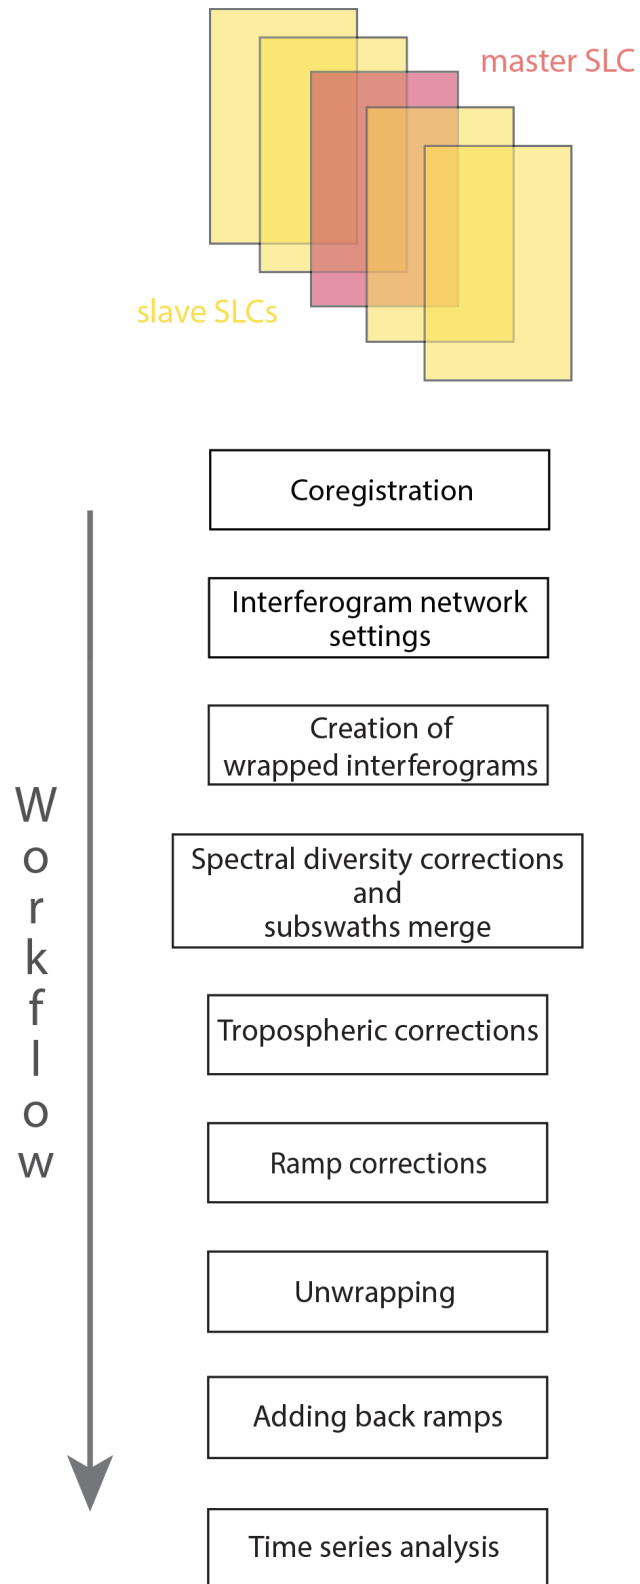 master SLC
slave SLCs
Workflow
Coregistration
Interferogram network
settings
Creation of
wrapped interferograms
Spectral diversity corrections
and
subswaths merge
Tropospheric corrections
Ramp corrections
Unwrapping
Adding back ramps
Time series analysis